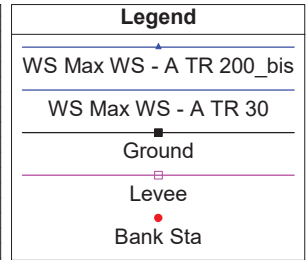 Legend
WS Max WS - A TR 200_bis
WS Max WS - A TR 30
Ground
Levee
Bank Sta